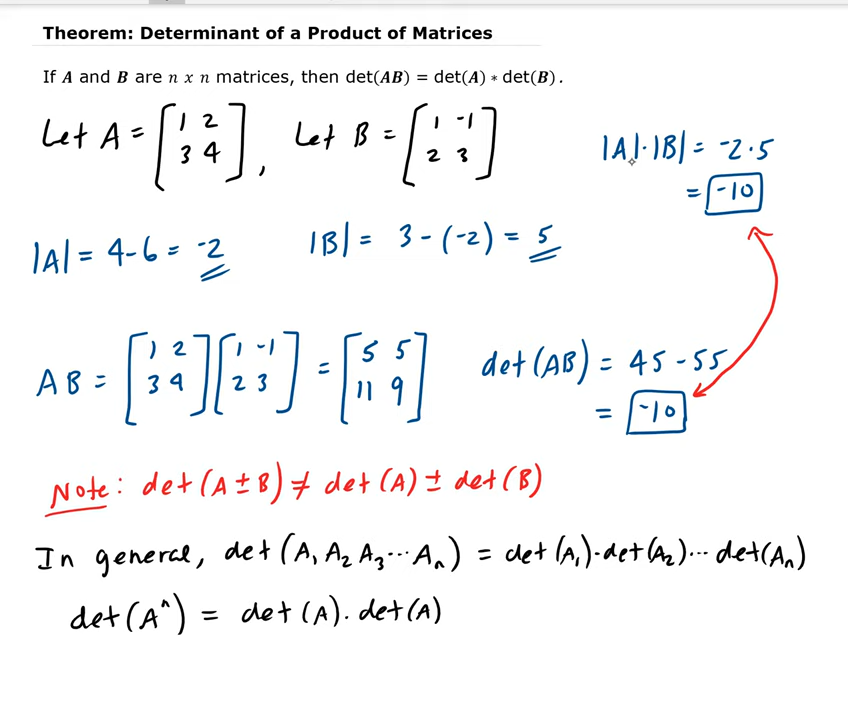 Theorem: Determinant of a Product of Matrices
If A and B are n x n matrices, then det(AB) = det(A) * det(B).
Let A = [1 2
3 4], Let B = [1 -1
2 3]
|A|·|B| = -2·5
= -10
|A| = 4-6 = -2 |B| = 3-(-2) = 5
AB = [1 2
3 4] [1 -1
2 3] = [5 5
11 9]
det(AB) = 45-55
= -10
Note: det(A±B) ≠ det(A) ± det(B)
In general, det(A₁ A₂ A₃ ··· Aₙ) = det(A₁)·det(A₂)··· det(Aₙ)
det(Aⁿ) = det(A)·det(A)